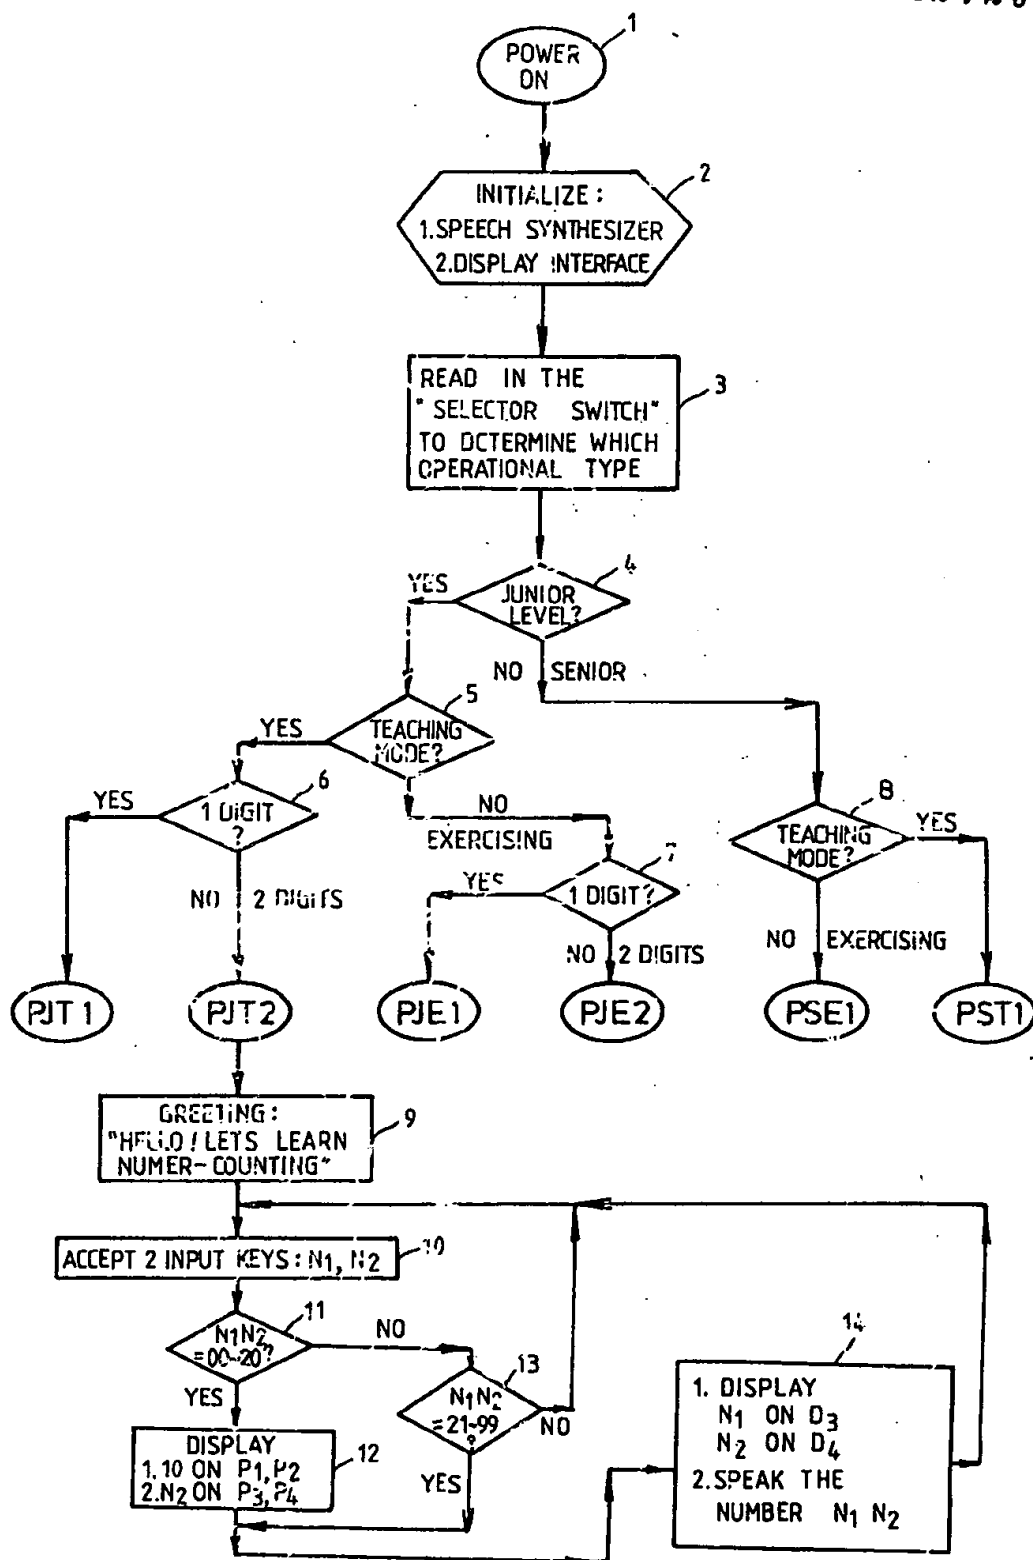 1
POWER
ON
2
INITIALIZE :
1.SPEECH SYNTHESIZER
2.DISPLAY INTERFACE
3
READ IN THE
"SELECTOR SWITCH"
TO DCTERMINE WHICH
OPERATIONAL TYPE
4
YES
JUNIOR
LEVEL?
NO SENIOR
5
YES
TEACHING
MODE?
6
YES
1 DIGIT
?
NO
EXERCISING
8
TEACHING
MODE?
YES
7
YES
1 DIGIT?
NO 2 DIGITS
NO 2 DIGITS
NO EXERCISING
PJT1
PJT2
PJE1
PJE2
PSE1
PST1
9
GREETING :
"HELLO! LETS LEARN
NUMER-COUNTING"
10
ACCEPT 2 INPUT KEYS : N1, N2
11
N1N2
=00~20?
NO
YES
13
N1N2
=21~99
?
NO
YES
12
DISPLAY
1.10 ON P1,P2
2.N2 ON P3,P4
14
1. DISPLAY
N1 ON D3
N2 ON D4
2.SPEAK THE
NUMBER N1 N2